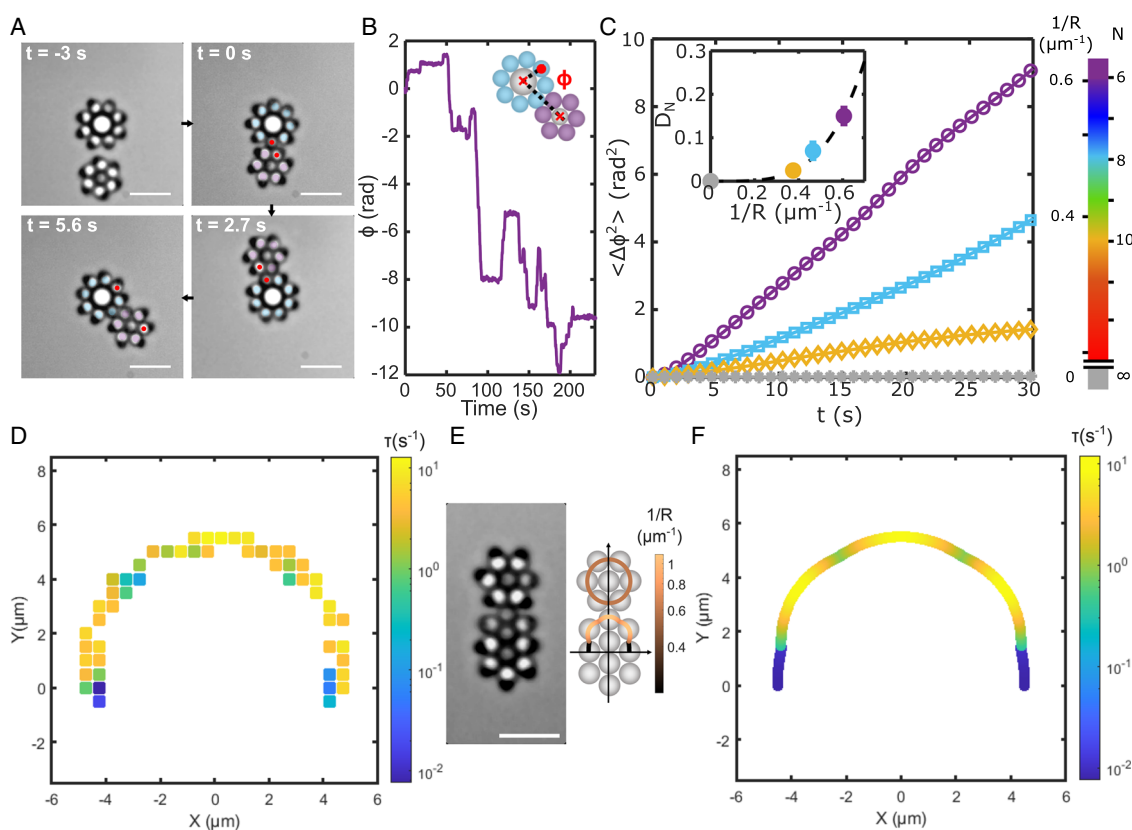 A
t = -3 s
t = 0 s
5.6 s
t = 2.7 s
B
ϕ (rad)
2
0
-2
-4
-6
-8
-10
-12
0
50
100
150
200
Time (s)
ϕ
C
<Δϕ²> (rad²)
10
8
6
4
2
0
0
5
10
15
20
25
30
t (s)
D_N
0.3
0.2
0.1
0
0
0.2
0.4
0.6
1/R (μm⁻¹)
1/R
(μm⁻¹)
N
0.6
6
8
0.4
10
0
∞
D
τ(s⁻¹)
Y(μm)
8
6
4
2
0
-2
-6
-4
-2
0
2
4
6
X (μm)
10¹
10⁰
10⁻¹
10⁻²
E
1/R
(μm⁻¹)
1
0.8
0.6
0.4
F
τ(s⁻¹)
Y (μm)
8
6
4
2
0
-2
-6
-4
-2
0
2
4
6
X (μm)
10¹
10⁰
10⁻¹
10⁻²